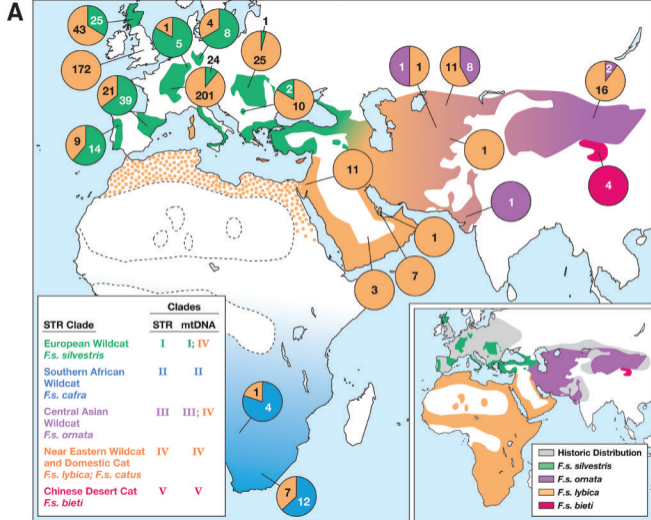 A
43 25
1 5
4 8
1
25
172
24
201
2
10
21 39
9 14
1 1
11 8
2
16
1
4
1
11
1
7
3
1
4
7
12
Clades
STR Clade STR mtDNA
European Wildcat I I; IV
F.s. silvestris
Southern African II II
Wildcat
F.s. cafra
Central Asian III III; IV
Wildcat
F.s. ornata
Near Eastern Wildcat IV IV
and Domestic Cat
F.s. lybica; F.s. catus
Chinese Desert Cat V V
F.s. bieti
Historic Distribution
F.s. silvestris
F.s. ornata
F.s. lybica
F.s. bieti